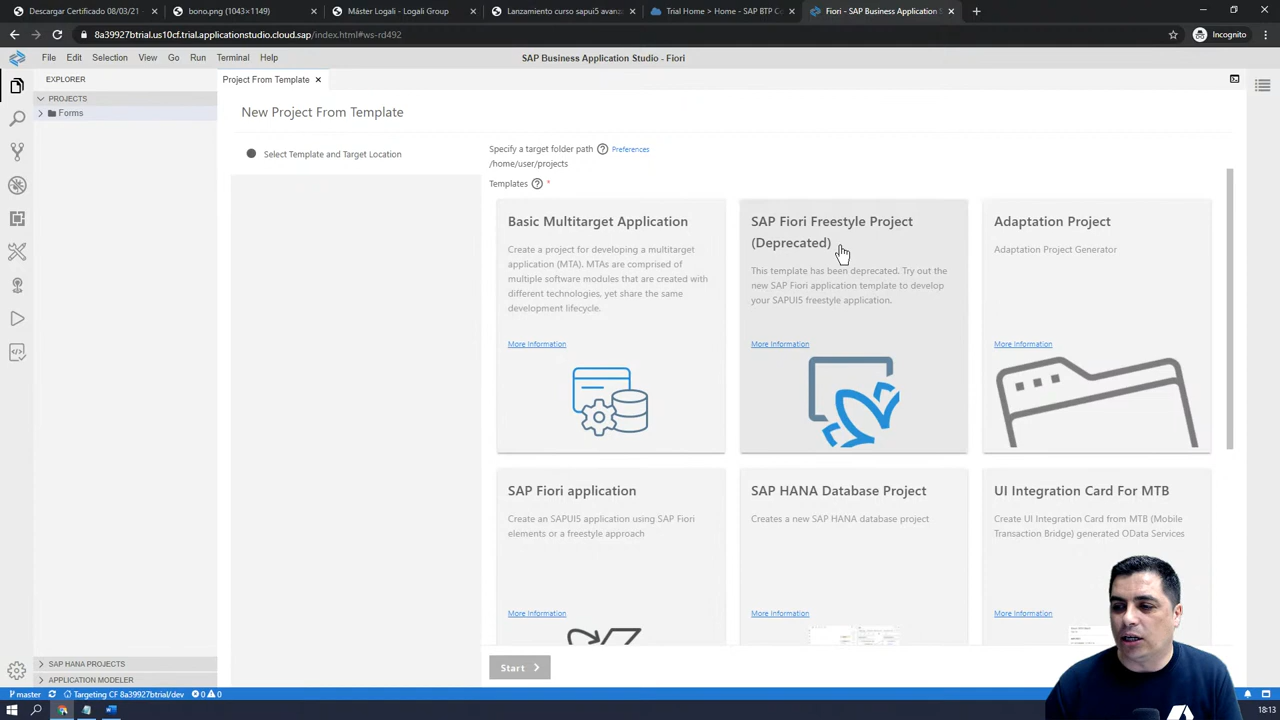 Descargar Certificado 08/03/21 -
bono.png (1043×1149)
Máster Logali - Logali Group
Lanzamiento curso sapui5 avanz
Trial Home > Home - SAP BTP C
Fiori - SAP Business Application S
8a39927btrial.us10cf.trial.applicationstudio.cloud.sap/index.html#ws-rd492
Incognito
File Edit Selection View Go Run Terminal Help
SAP Business Application Studio - Fiori
EXPLORER
Project From Template
PROJECTS
Forms
New Project From Template
Select Template and Target Location
Specify a target folder path
Preferences
/home/user/projects
Templates
*
Basic Multitarget Application
Create a project for developing a multitarget
application (MTA). MTAs are comprised of
multiple software modules that are created with
different technologies, yet share the same
development lifecycle.
More Information
SAP Fiori Freestyle Project
(Deprecated)
This template has been deprecated. Try out the
new SAP Fiori application template to develop
your SAPUI5 freestyle application.
More Information
Adaptation Project
Adaptation Project Generator
More Information
SAP Fiori application
Create an SAPUI5 application using SAP Fiori
elements or a freestyle approach
More Information
SAP HANA Database Project
Creates a new SAP HANA database project
More Information
UI Integration Card For MTB
Create UI Integration Card from MTB (Mobile
Transaction Bridge) generated OData Services
More Information
Start
SAP HANA PROJECTS
APPLICATION MODELER
master
Targeting CF 8a39927btrial/dev
0
0
18:13